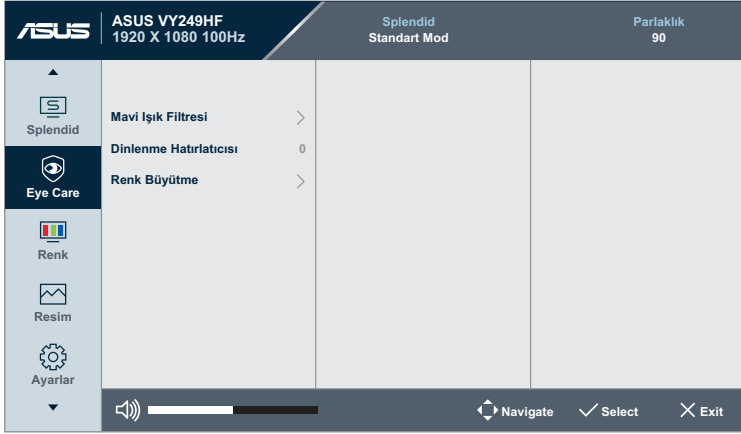 ASUS
ASUS VY249HF
1920 X 1080 100Hz
Splendid
Standart Mod
Parlaklık
90
Splendid
Eye Care
Renk
Resim
Ayarlar
Mavi Işık Filtresi
Dinlenme Hatırlatıcısı 0
Renk Büyütme
Navigate
Select
Exit